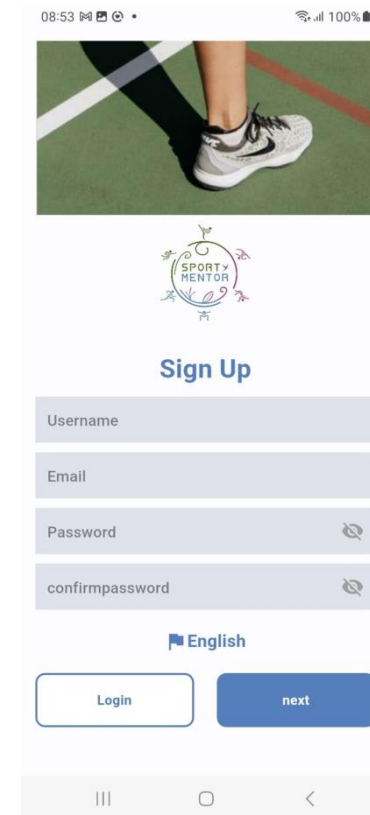 08:53 100%
SPORTY
MENTOR
Sign Up
Username
Email
Password
confirmpassword
English
Login next